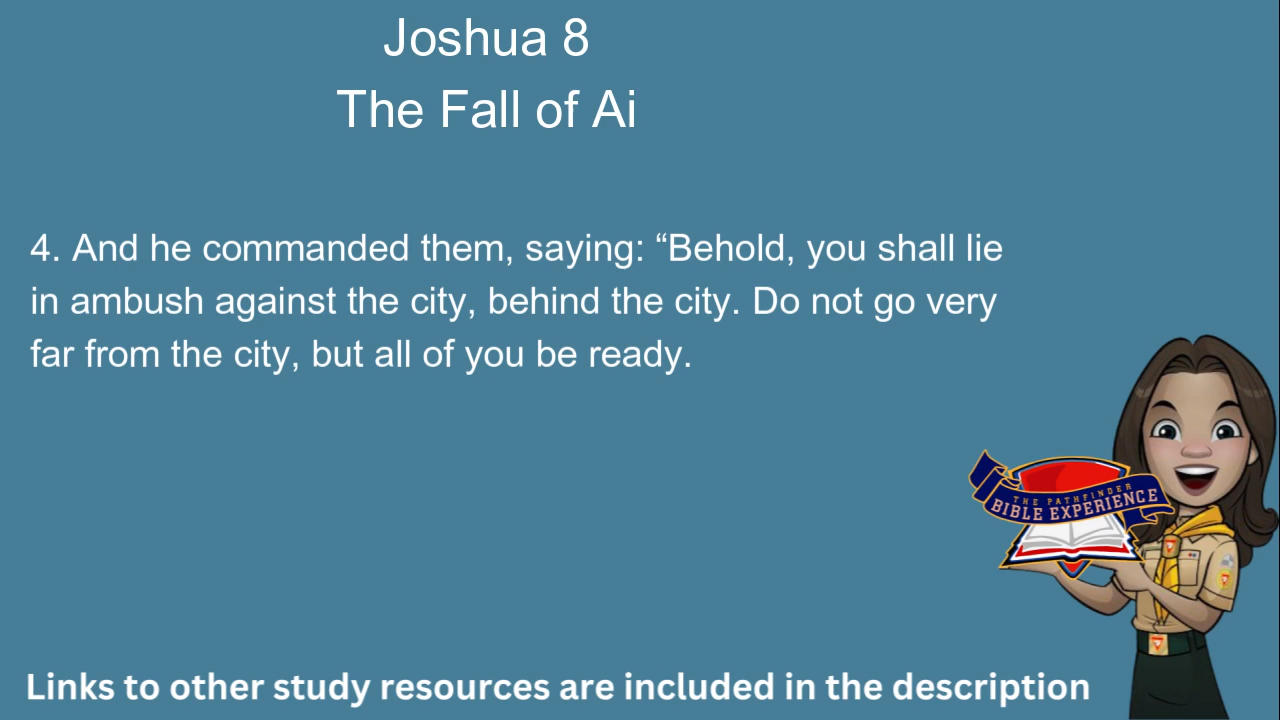 Joshua 8
The Fall of Ai
4. And he commanded them, saying: “Behold, you shall lie
in ambush against the city, behind the city. Do not go very
far from the city, but all of you be ready.
THE PATHFINDER
BIBLE EXPERIENCE
Links to other study resources are included in the description